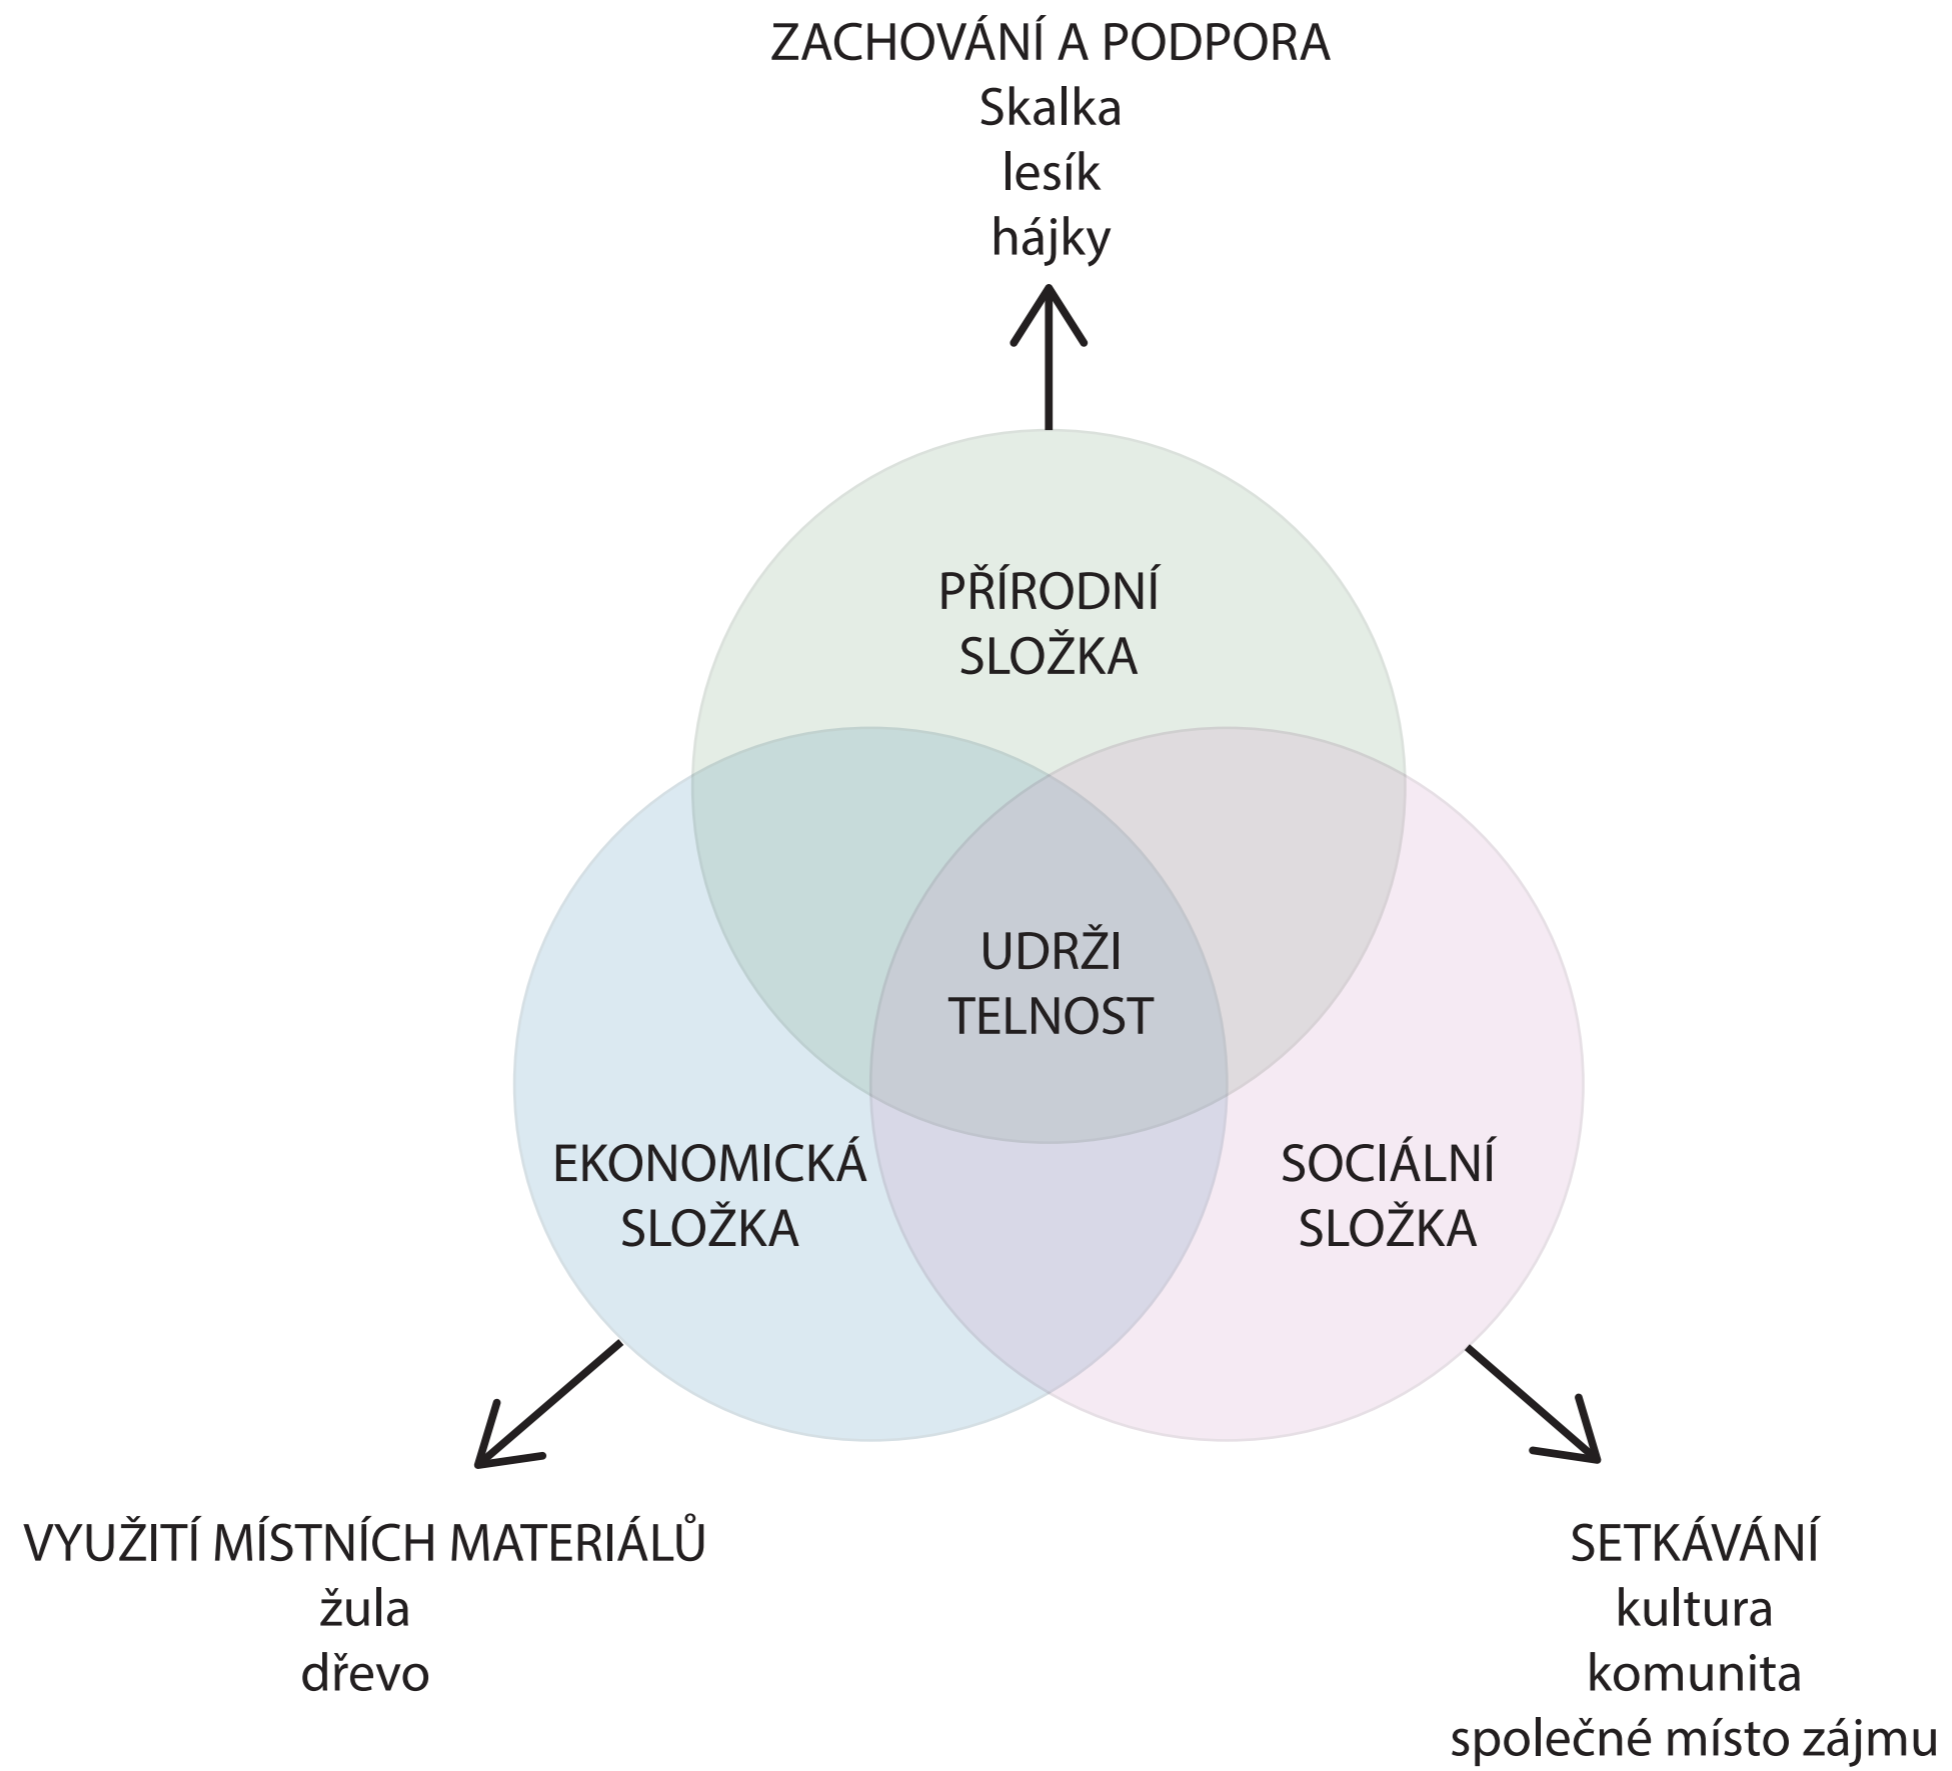 ZACHOVÁNÍ A PODPORA
Skalka
lesík
hájky
PŘÍRODNÍ
SLOŽKA
UDRŽI
TELNOST
EKONOMICKÁ
SLOŽKA
SOCIÁLNÍ
SLOŽKA
VYUŽITÍ MÍSTNÍCH MATERIÁLŮ
žula
dřevo
SETKÁVÁNÍ
kultura
komunita
společné místo zájmu